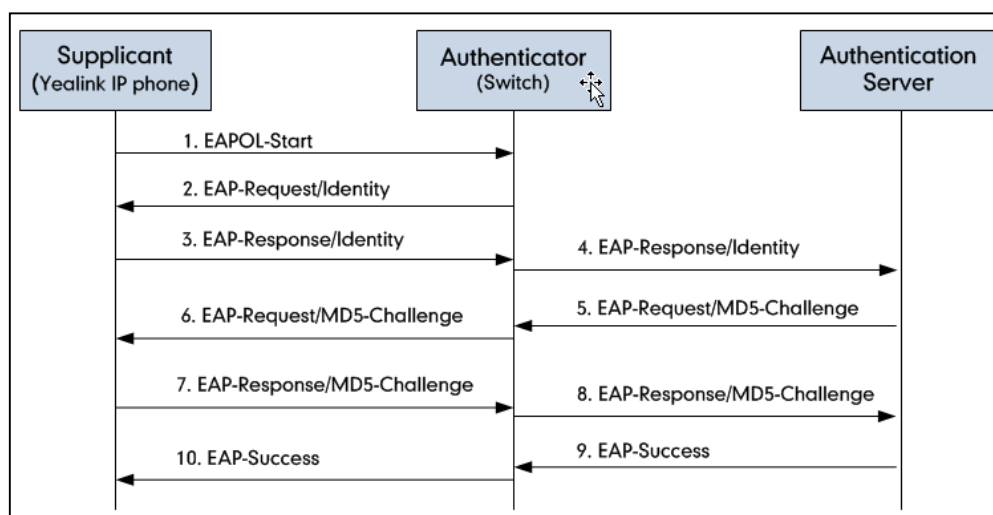 Supplicant
(Yealink IP phone)
Authenticator
(Switch)
Authentication
Server
1. EAPOL-Start
2. EAP-Request/Identity
3. EAP-Response/Identity
4. EAP-Response/Identity
5. EAP-Request/MD5-Challenge
6. EAP-Request/MD5-Challenge
7. EAP-Response/MD5-Challenge
8. EAP-Response/MD5-Challenge
9. EAP-Success
10. EAP-Success